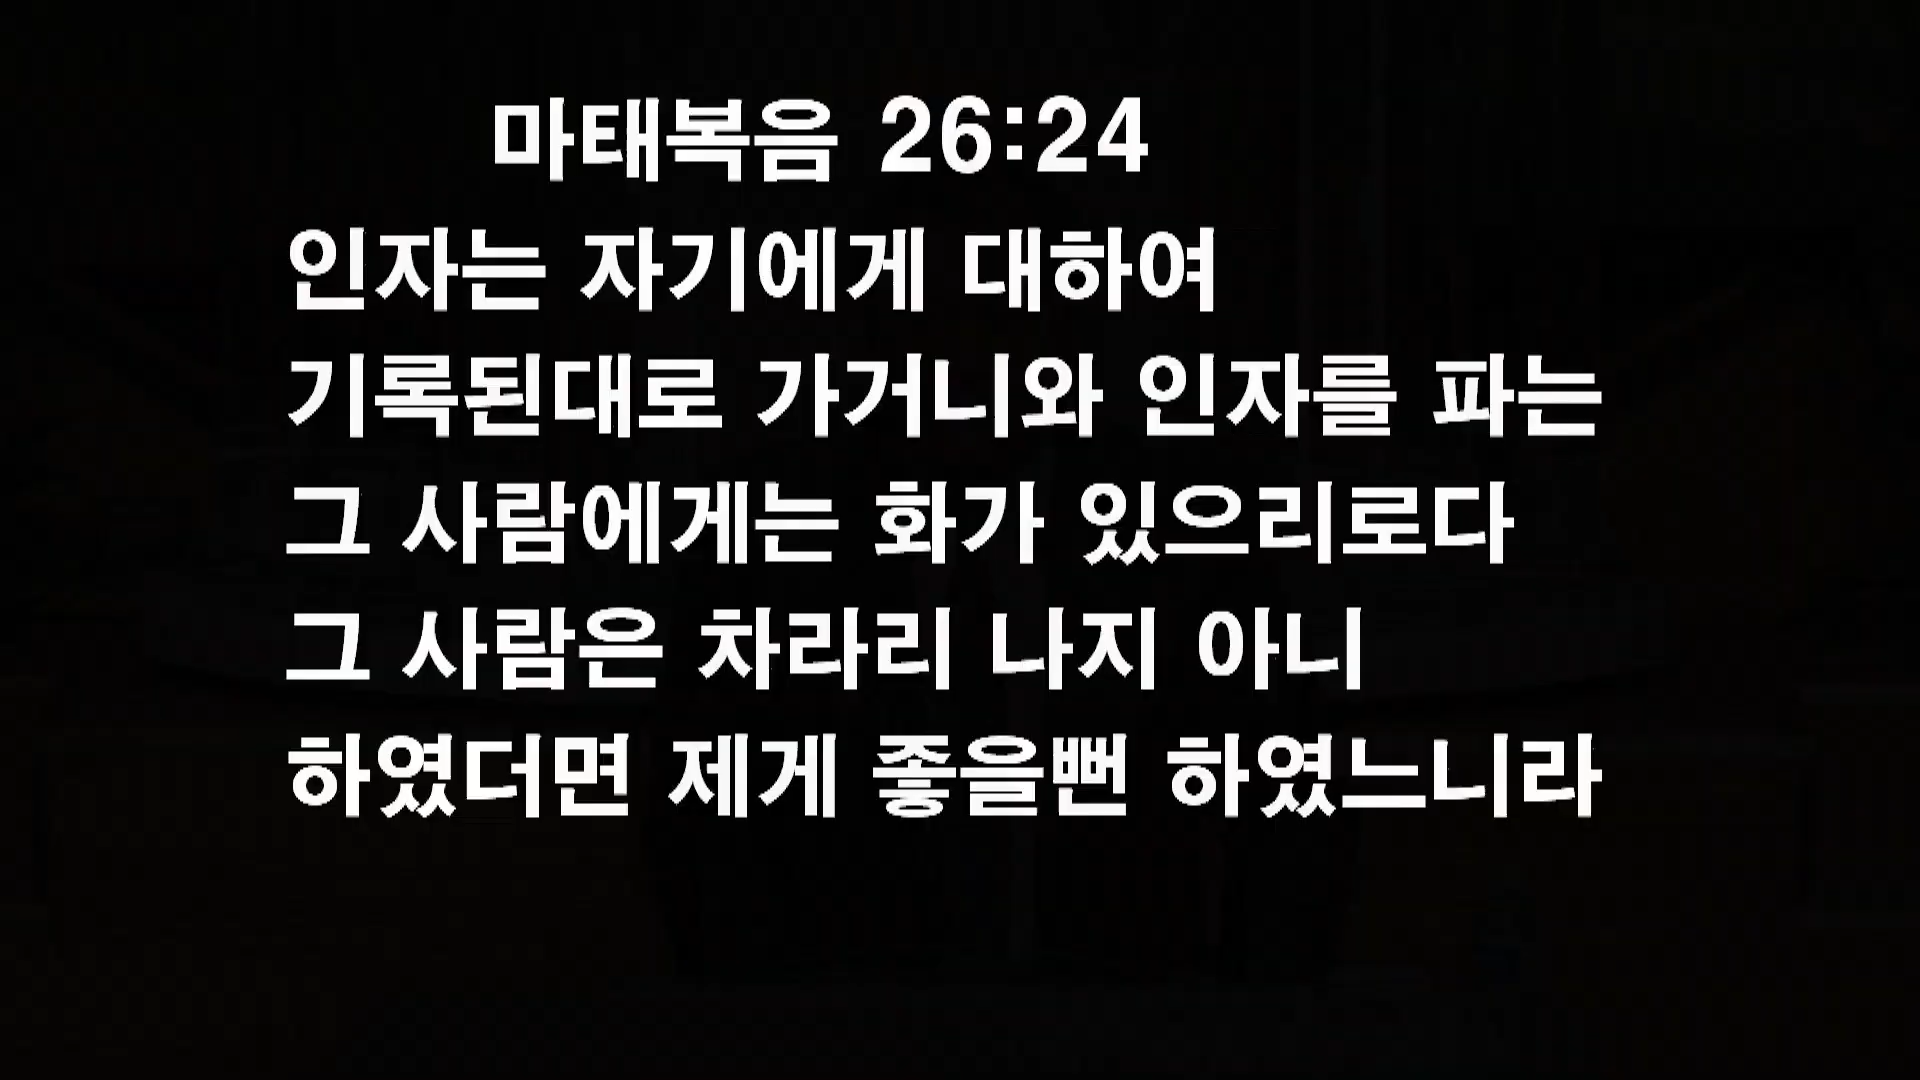 마태복음 26:24
인자는 자기에게 대하여
기록된대로 가거니와 인자를 파는
그 사람에게는 화가 있으리로다
그 사람은 차라리 나지 아니
하였더면 제게 좋을뻔 하였느니라